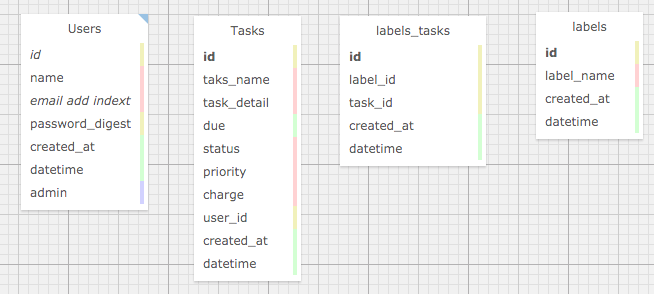 Users
id
name
email add indext
password_digest
created_at
datetime
admin
Tasks
id
taks_name
task_detail
due
status
priority
charge
user_id
created_at
datetime
labels_tasks
id
label_id
task_id
created_at
datetime
labels
id
label_name
created_at
datetime